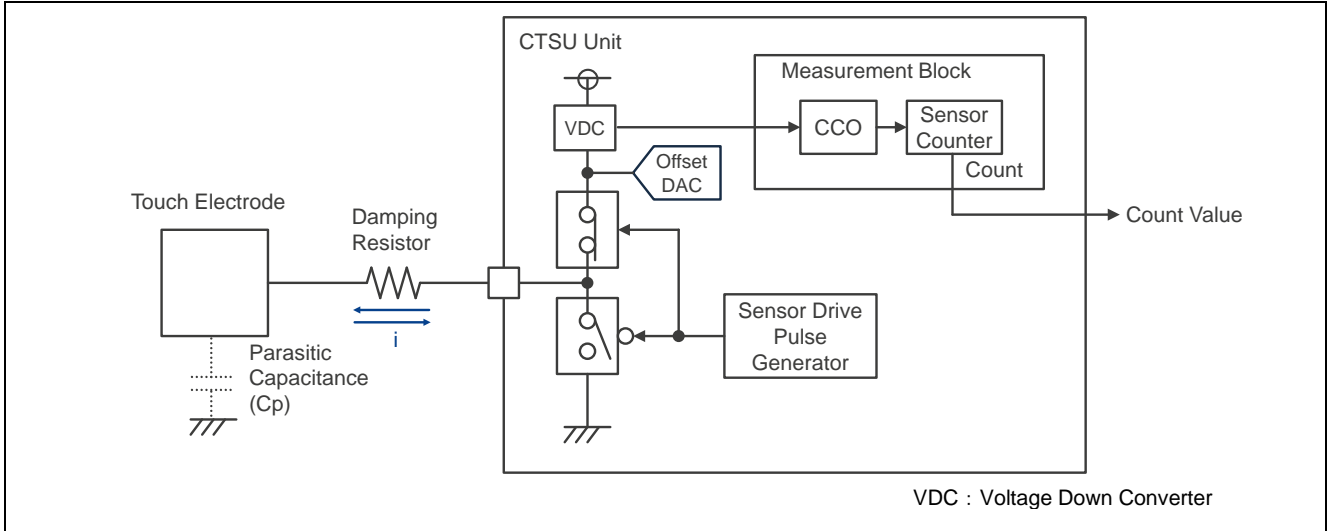 CTSU Unit
Measurement Block
VDC
CCO
Sensor
Counter
Offset
DAC
Count
Touch Electrode
Damping
Resistor
Count Value
i
Sensor Drive
Pulse
Generator
Parasitic
Capacitance
(Cp)
VDC : Voltage Down Converter